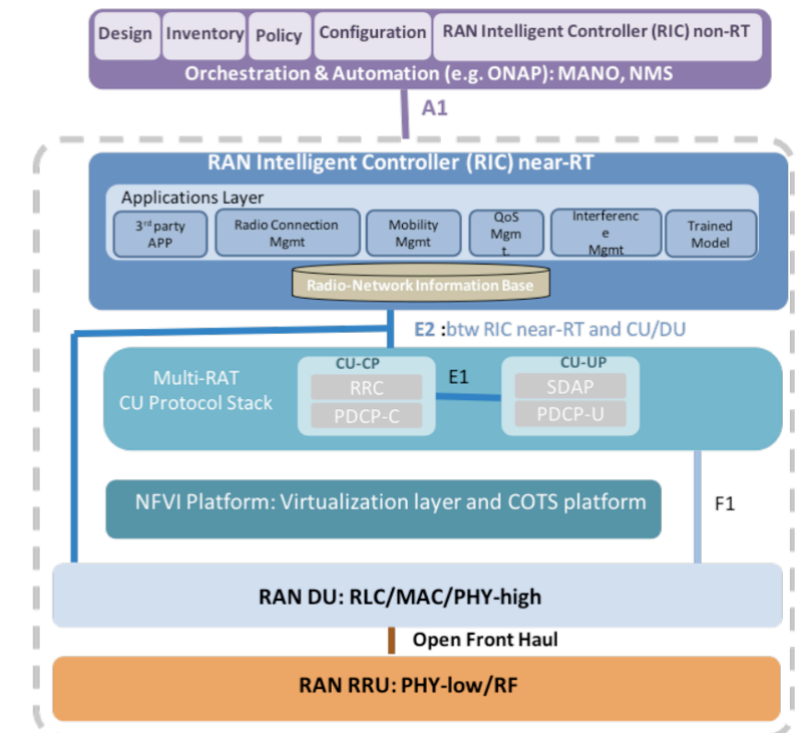 Design Inventory Policy Configuration RAN Intelligent Controller (RIC) non-RT
Orchestration & Automation (e.g. ONAP): MANO, NMS
A1
RAN Intelligent Controller (RIC) near-RT
Applications Layer
3rd party
APP
Radio Connection
Mgmt
Mobility
Mgmt
QoS
Mgm
t.
Interferenc
e
Mgmt
Trained
Model
Radio-Network Information Base
E2 :btw RIC near-RT and CU/DU
Multi-RAT
CU Protocol Stack
CU-CP
RRC
PDCP-C
E1
CU-UP
SDAP
PDCP-U
NFVI Platform: Virtualization layer and COTS platform
F1
RAN DU: RLC/MAC/PHY-high
Open Front Haul
RAN RRU: PHY-low/RF